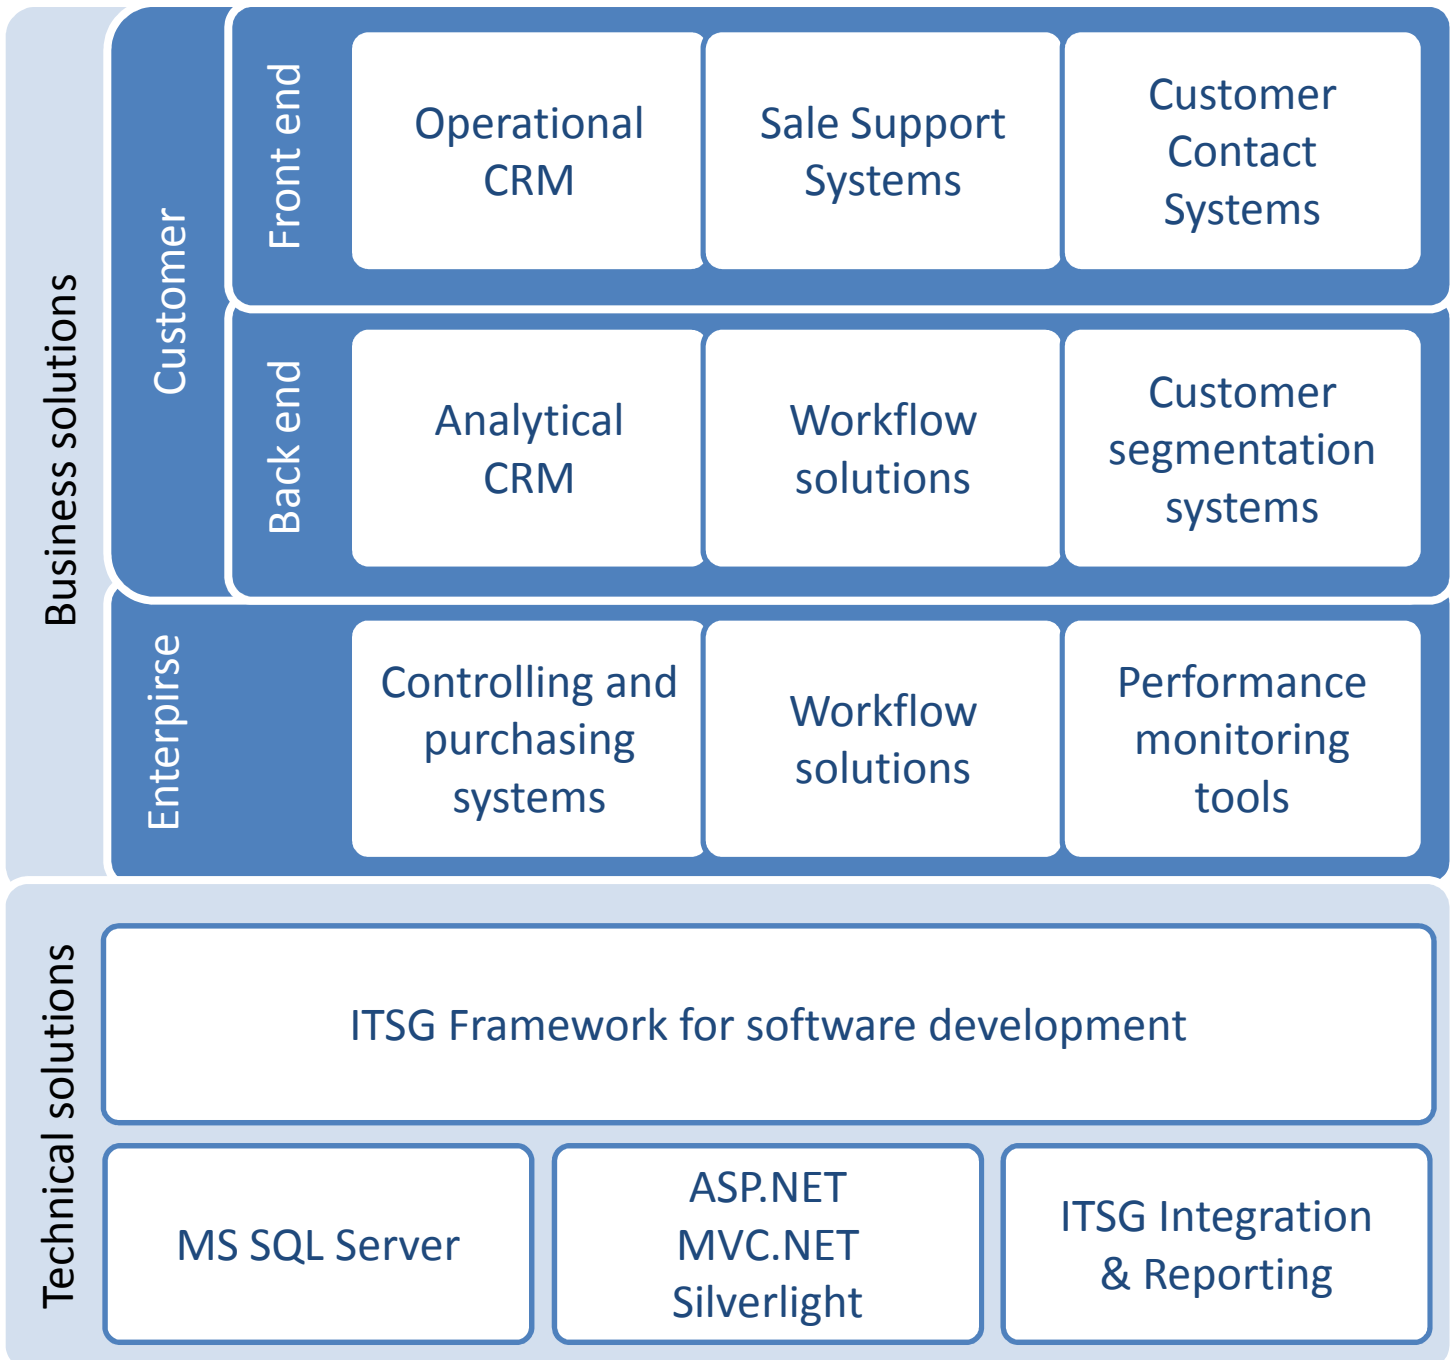 Business solutions
Customer
Front end
Operational
CRM
Sale Support
Systems
Customer
Contact
Systems
Back end
Analytical
CRM
Workflow
solutions
Customer
segmentation
systems
Enterpirse
Controlling and
purchasing
systems
Workflow
solutions
Performance
monitoring
tools
Technical solutions
ITSG Framework for software development
MS SQL Server
ASP.NET
MVC.NET
Silverlight
ITSG Integration
& Reporting